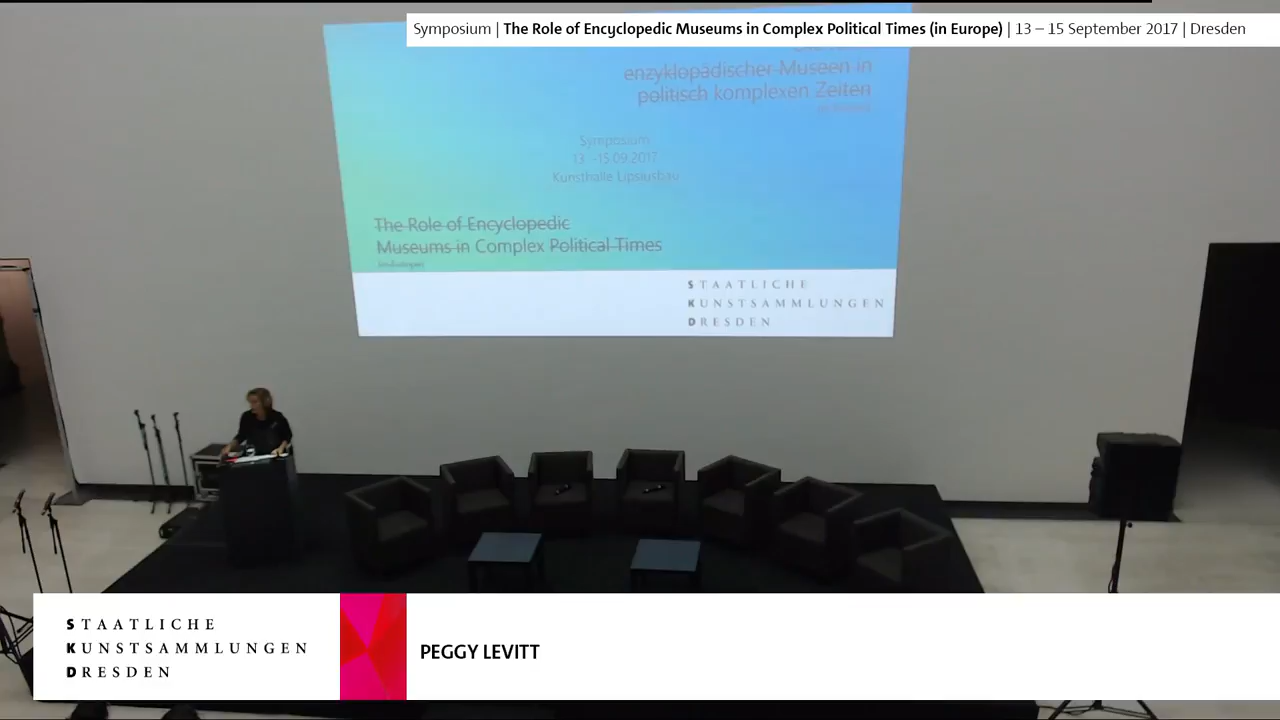 Symposium | The Role of Encyclopedic Museums in Complex Political Times (in Europe) | 13 – 15 September 2017 | Dresden
enzyklopädischer Museen in
politisch komplexen Zeiten
Symposium
13. -15.09.2017
Kunsthalle Lipsiusbau
The Role of Encyclopedic
Museums in Complex Political Times
STAATLICHE
KUNSTSAMMLUNGEN
DRESDEN
STAATLICHE
KUNSTSAMMLUNGEN
DRESDEN
PEGGY LEVITT